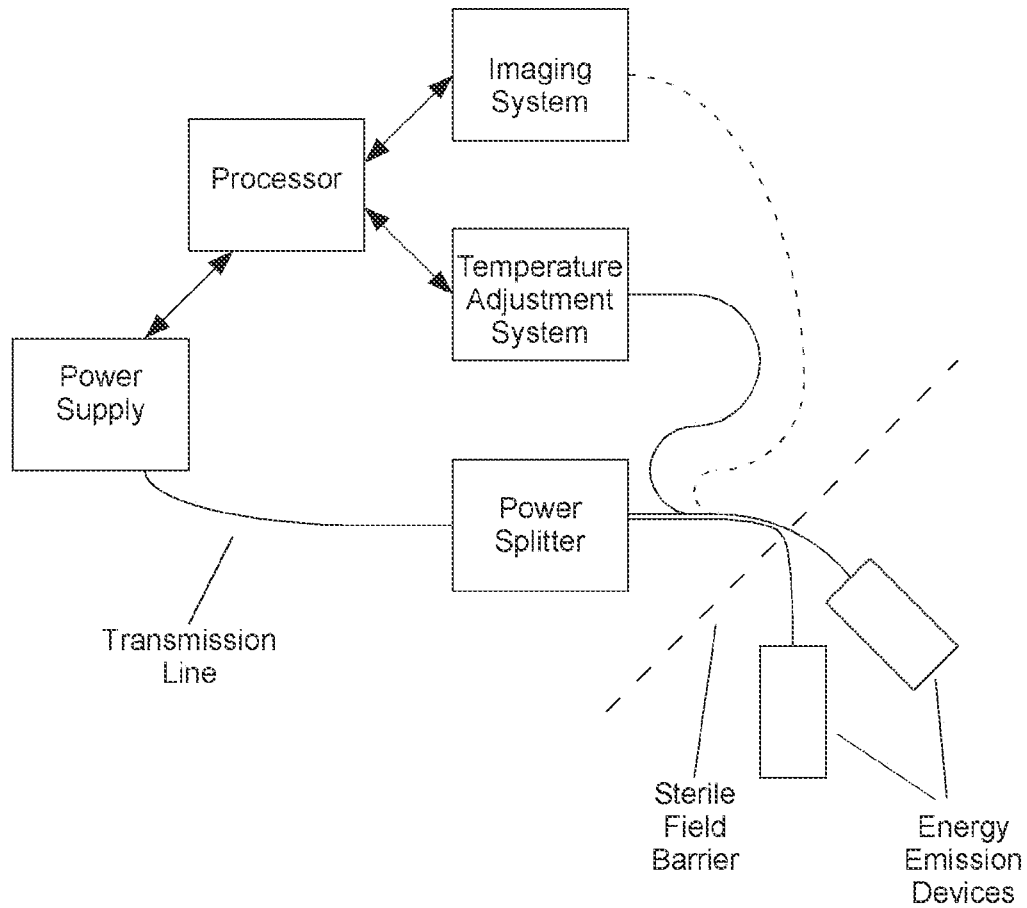 Imaging
System
Processor
Temperature
Adjustment
System
Power
Supply
Power
Splitter
Transmission
Line
Sterile
Field
Barrier
Energy
Emission
Devices